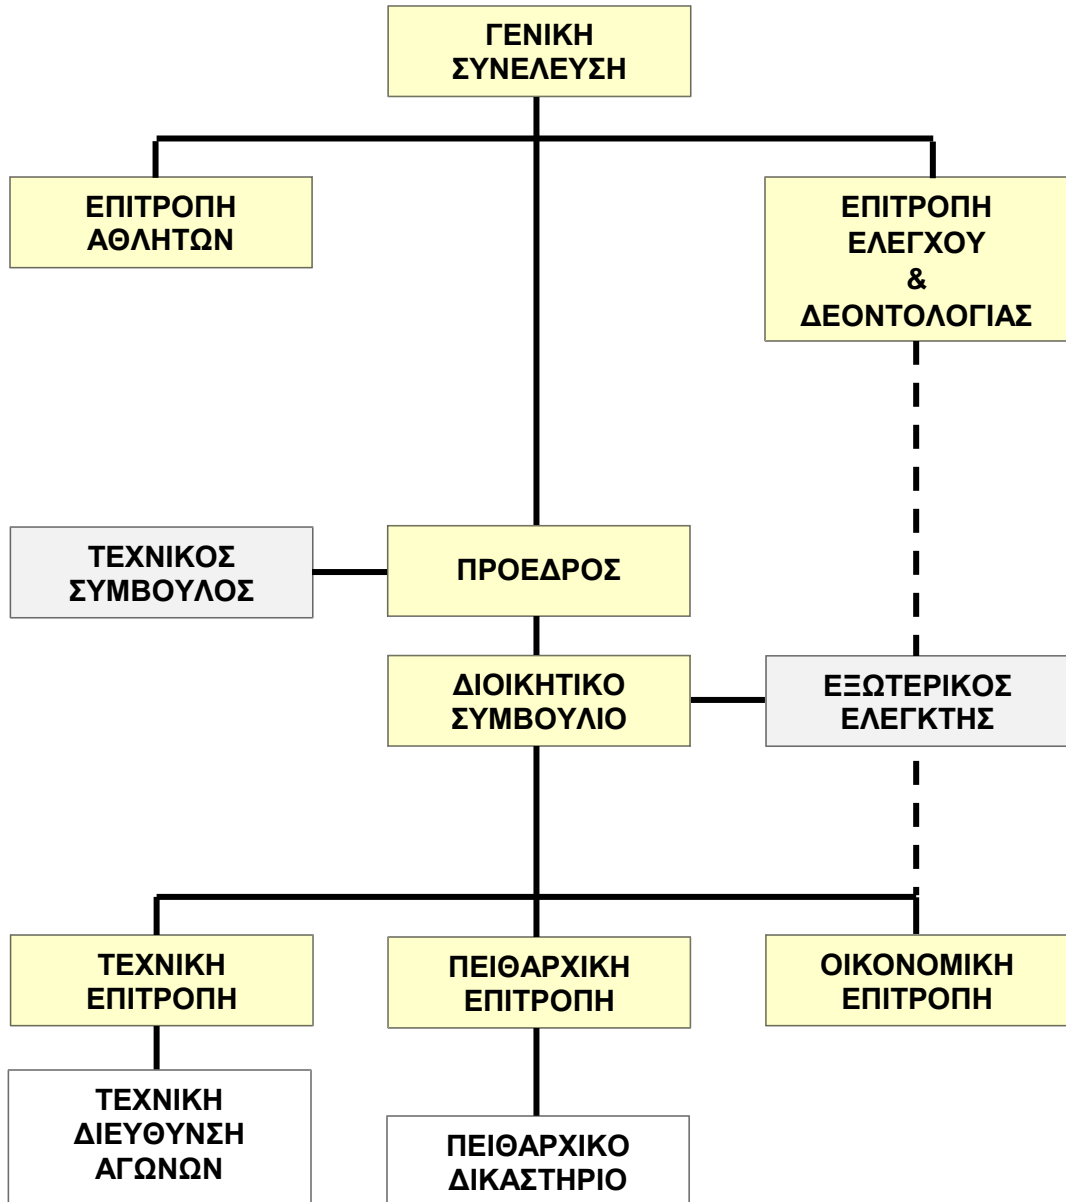 ΓΕΝΙΚΗ
ΣΥΝΕΛΕΥΣΗ
ΕΠΙΤΡΟΠΗ
ΑΘΛΗΤΩΝ
ΕΠΙΤΡΟΠΗ
ΕΛΕΓΧΟΥ
&
ΔΕΟΝΤΟΛΟΓΙΑΣ
ΤΕΧΝΙΚΟΣ
ΣΥΜΒΟΥΛΟΣ
ΠΡΟΕΔΡΟΣ
ΔΙΟΙΚΗΤΙΚΟ
ΣΥΜΒΟΥΛΙΟ
ΕΞΩΤΕΡΙΚΟΣ
ΕΛΕΓΚΤΗΣ
ΤΕΧΝΙΚΗ
ΕΠΙΤΡΟΠΗ
ΠΕΙΘΑΡΧΙΚΗ
ΕΠΙΤΡΟΠΗ
ΟΙΚΟΝΟΜΙΚΗ
ΕΠΙΤΡΟΠΗ
ΤΕΧΝΙΚΗ
ΔΙΕΥΘΥΝΣΗ
ΑΓΩΝΩΝ
ΠΕΙΘΑΡΧΙΚΟ
ΔΙΚΑΣΤΗΡΙΟ